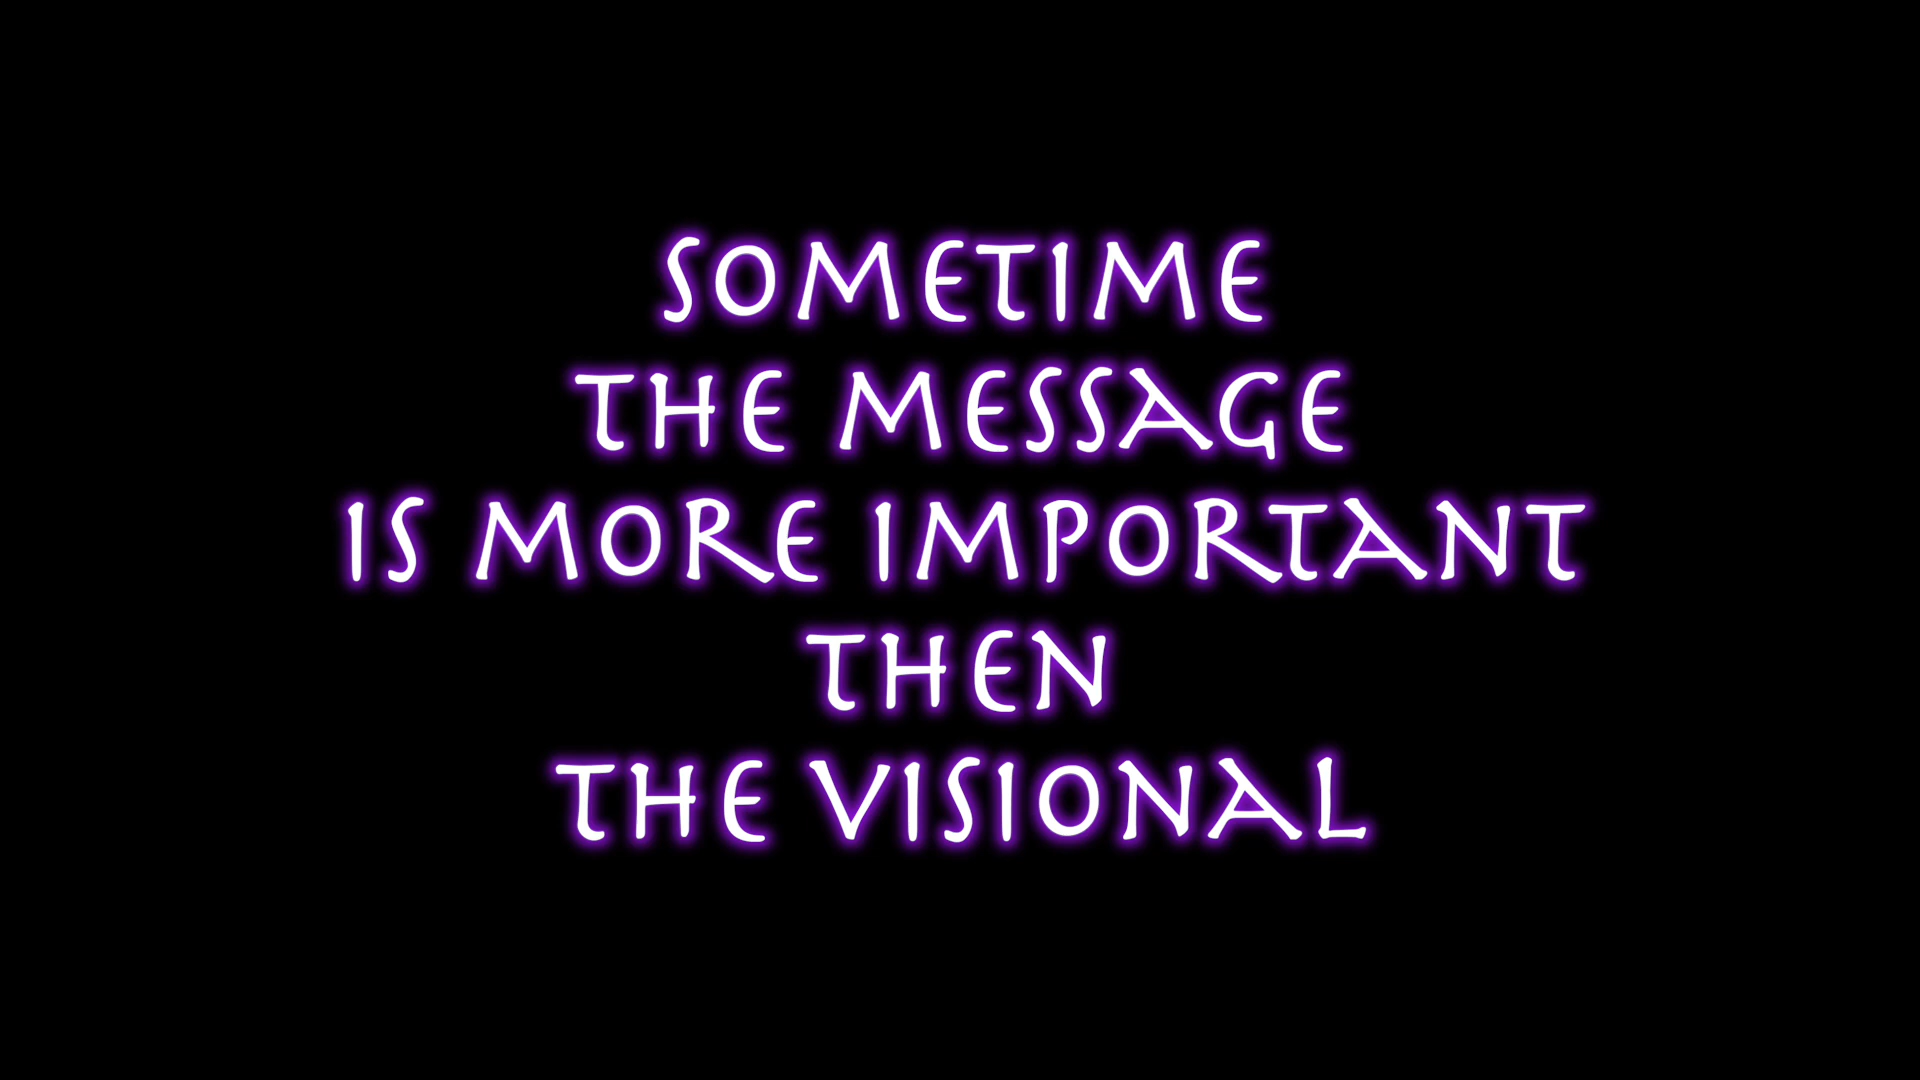 SOMETIME
THE MESSAGE
IS MORE IMPORTANT
THEN
THE VISIONAL